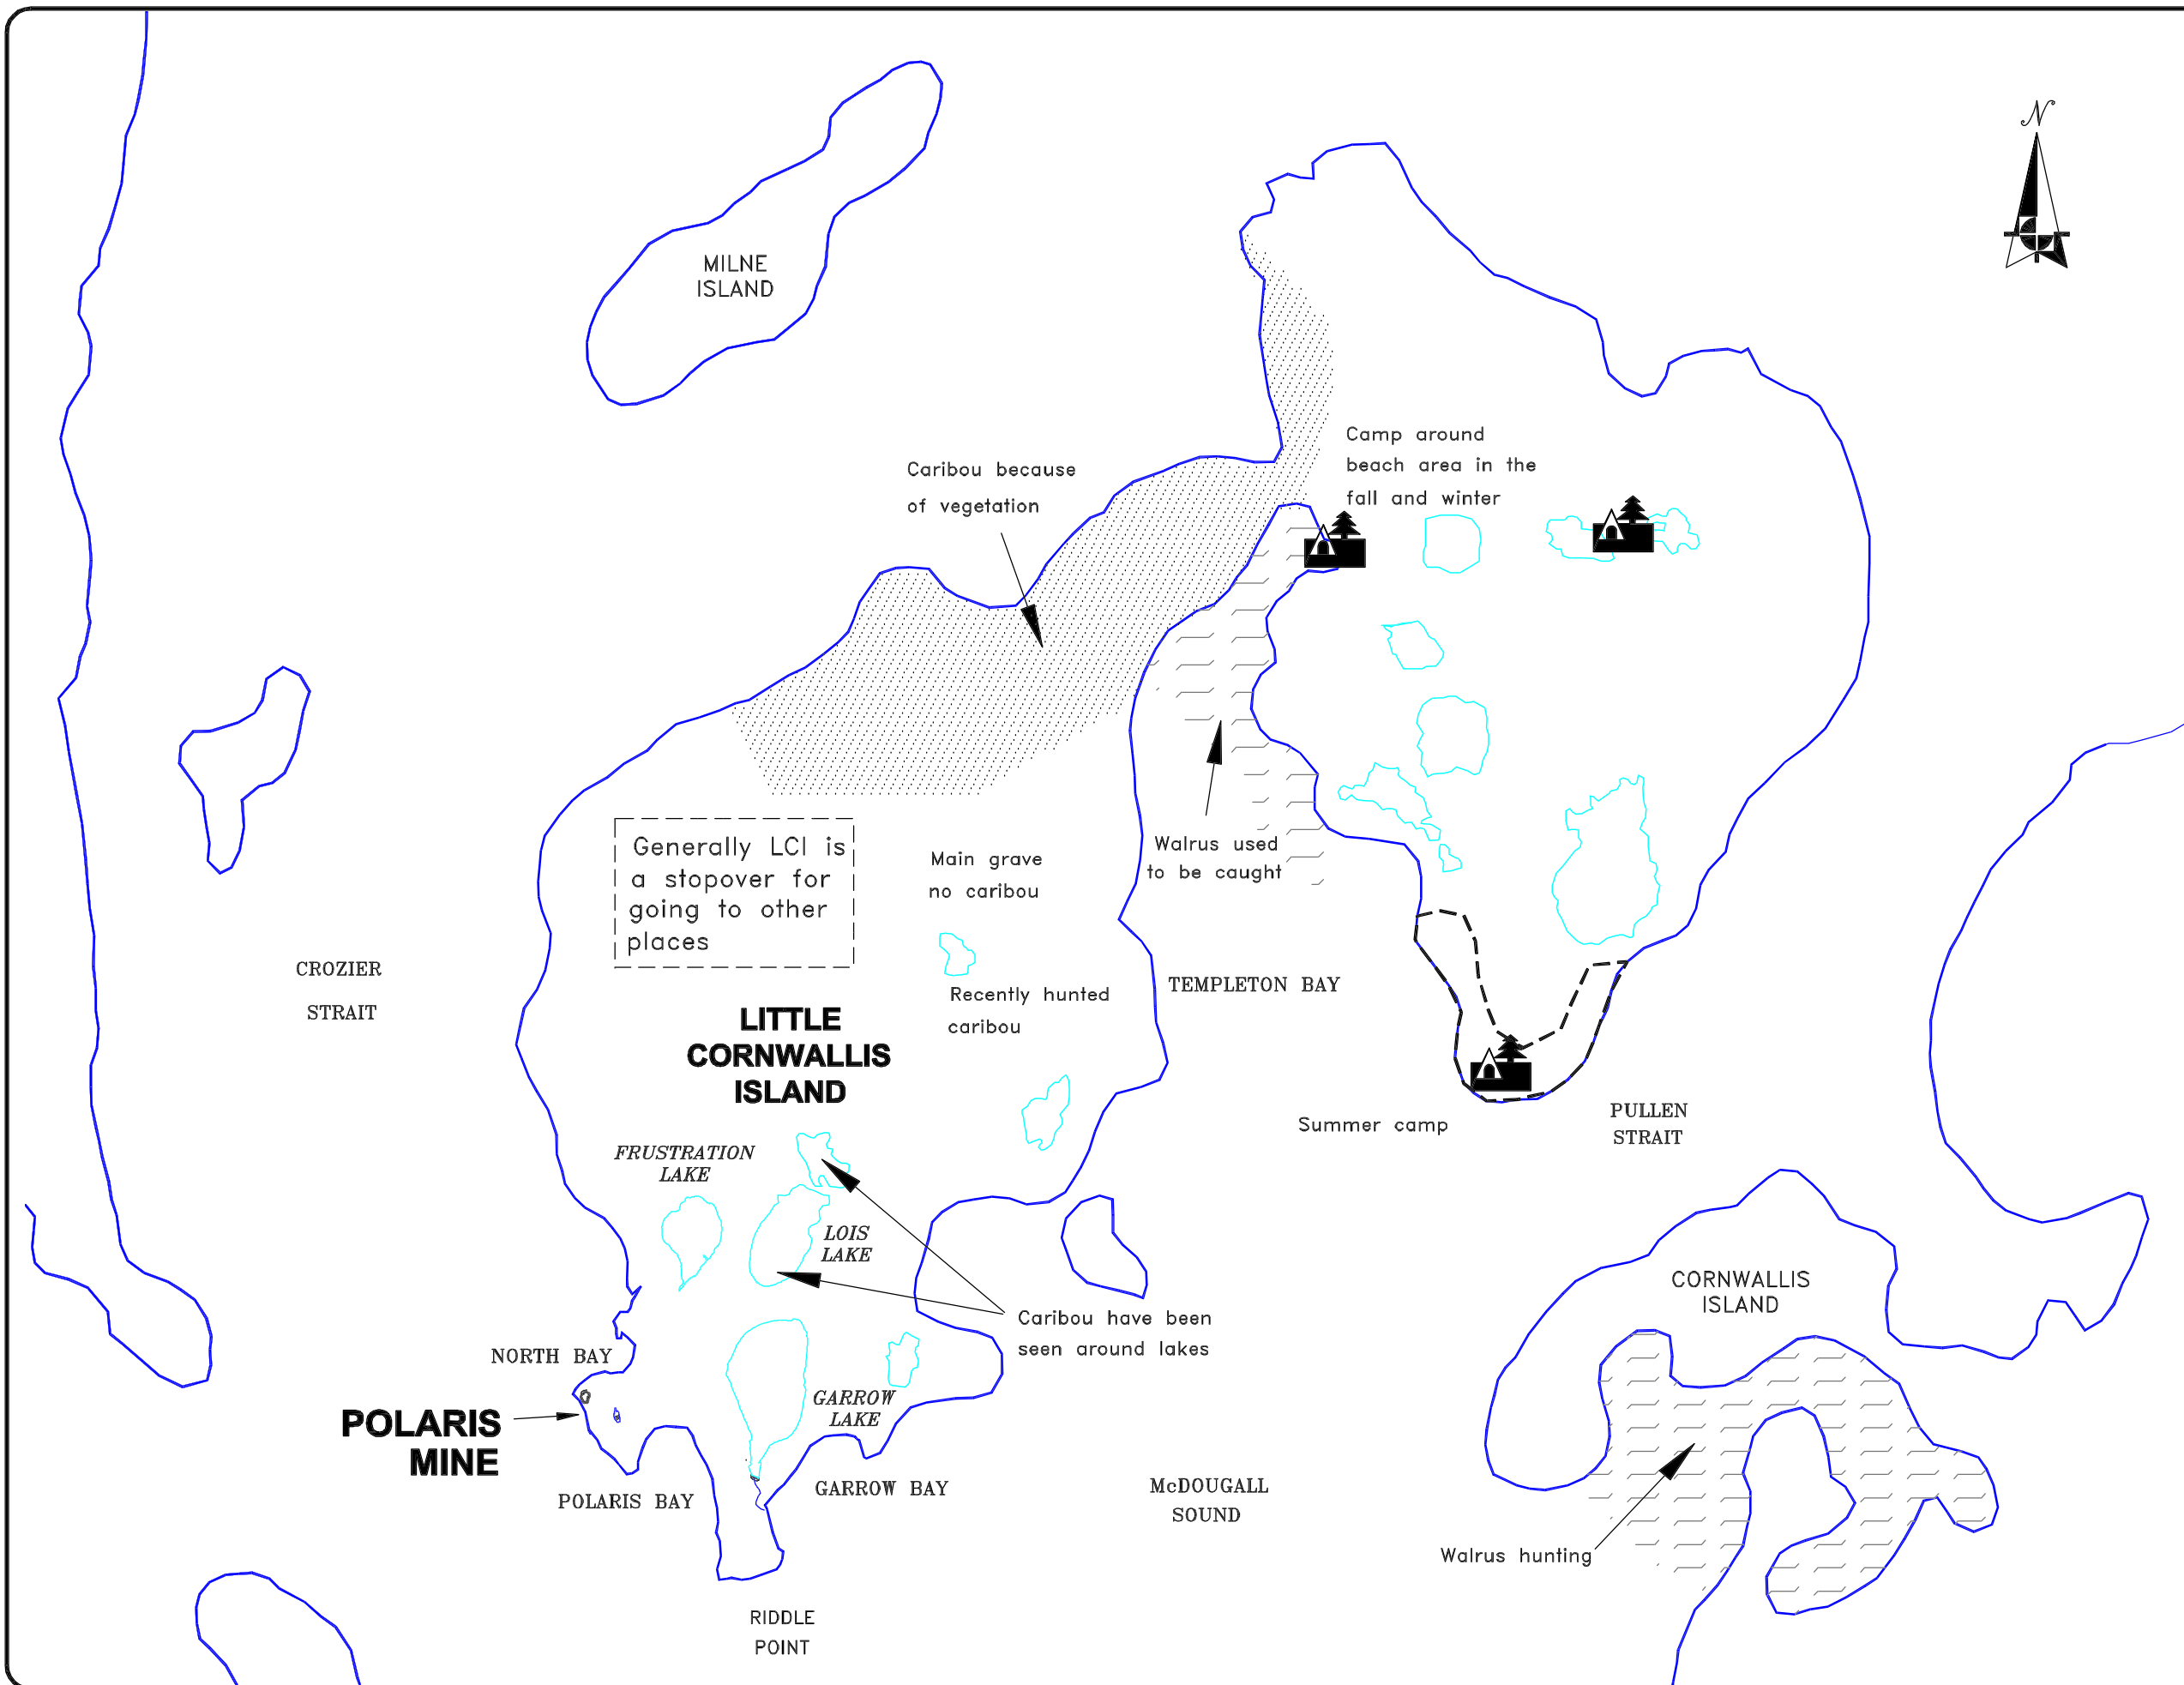 N
MILNE
ISLAND
Camp around
beach area in the
fall and winter
Caribou because
of vegetation
Walrus used
to be caught
Generally LCI is
a stopover for
going to other
places
Main grave
no caribou
Recently hunted
caribou
CROZIER
STRAIT
TEMPLETON BAY
LITTLE
CORNWALLIS
ISLAND
Summer camp
PULLEN
STRAIT
FRUSTRATION
LAKE
LOIS
LAKE
CORNWALLIS
ISLAND
Caribou have been
seen around lakes
NORTH BAY
GARROW
LAKE
POLARIS
MINE
POLARIS BAY
GARROW BAY
McDOUGALL
SOUND
Walrus hunting
RIDDLE
POINT